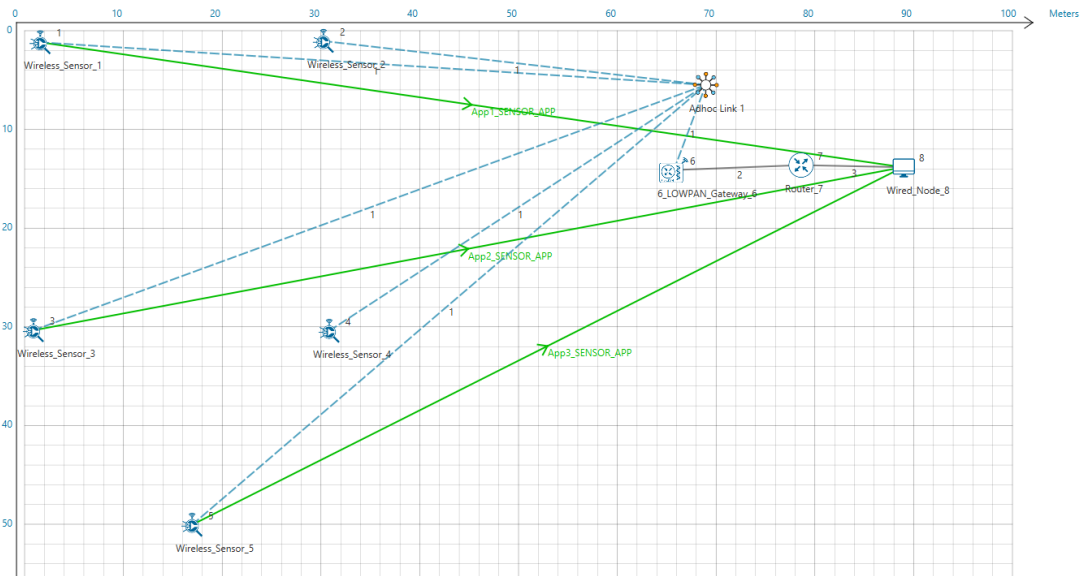 0 10 20 30 40 50 60 70 80 90 100 Meters
0
1
2
Wireless_Sensor_1
Wireless_Sensor_2
1
1
Adhoc Link 1
App1_SENSOR_APP
10
1
6
7
8
2
3
6_LOWPAN_Gateway_6
Router_7
Wired_Node_8
1
1
20
App2_SENSOR_APP
1
30
3
4
Wireless_Sensor_3
Wireless_Sensor_4
App3_SENSOR_APP
40
50
5
Wireless_Sensor_5